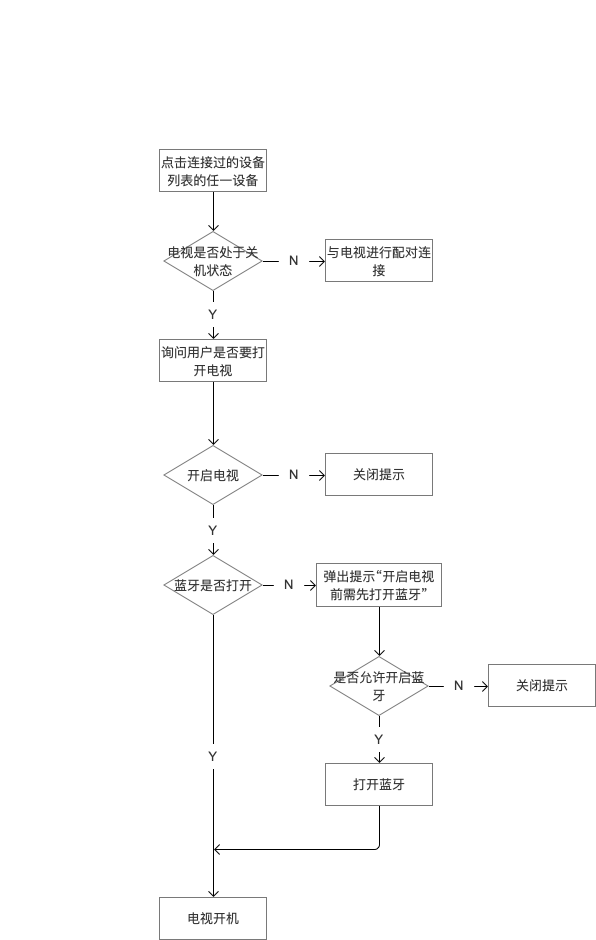 点击连接过的设备
列表的任一设备
电视是否处于关
机状态
N
与电视进行配对连
接
Y
询问用户是否要打
开电视
开启电视
N
关闭提示
Y
蓝牙是否打开
N
弹出提示“开启电视
前需先打开蓝牙”
是否允许开启蓝
牙
N
关闭提示
Y
Y
打开蓝牙
电视开机